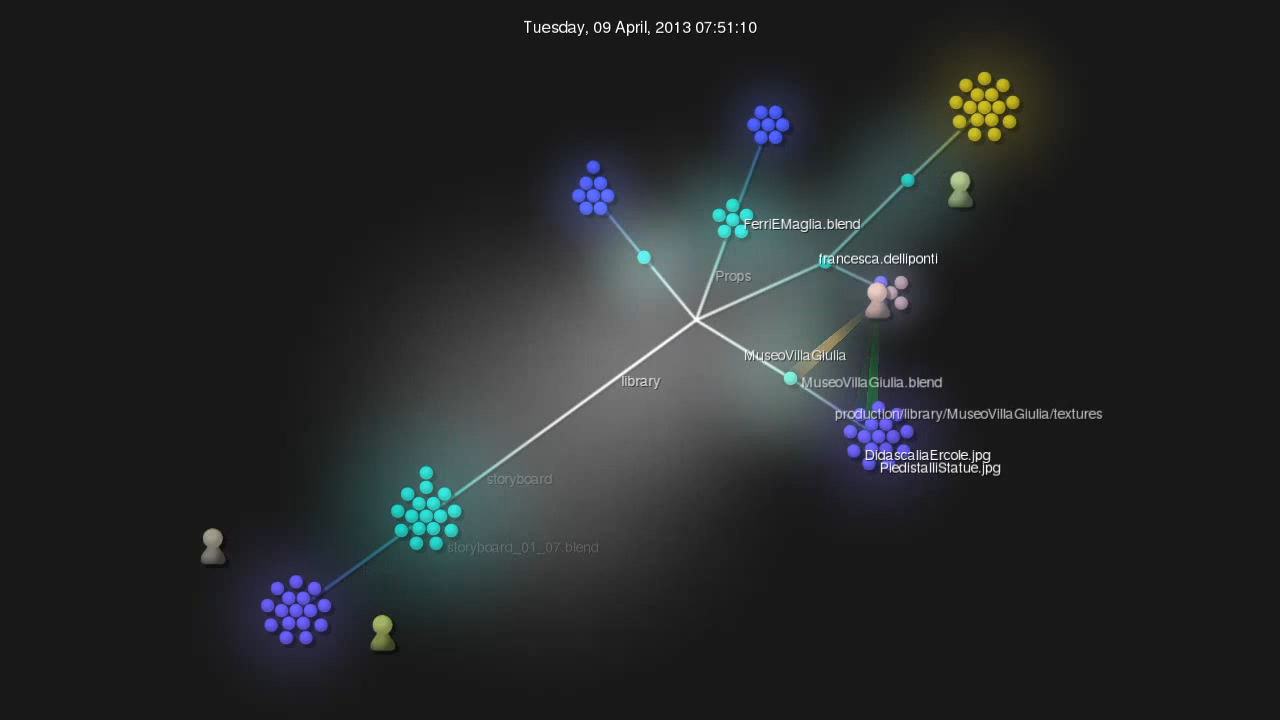 Tuesday, 09 April, 2013 07:51:10
FerriEMaglia.blend
francesca.delliponti
Props
MuseoVillaGiulia
library
MuseoVillaGiulia.blend
production/library/MuseoVillaGiulia/textures
DidascaliaErcole.jpg
PiedistalliStatue.jpg
storyboard
storyboard_01_07.blend